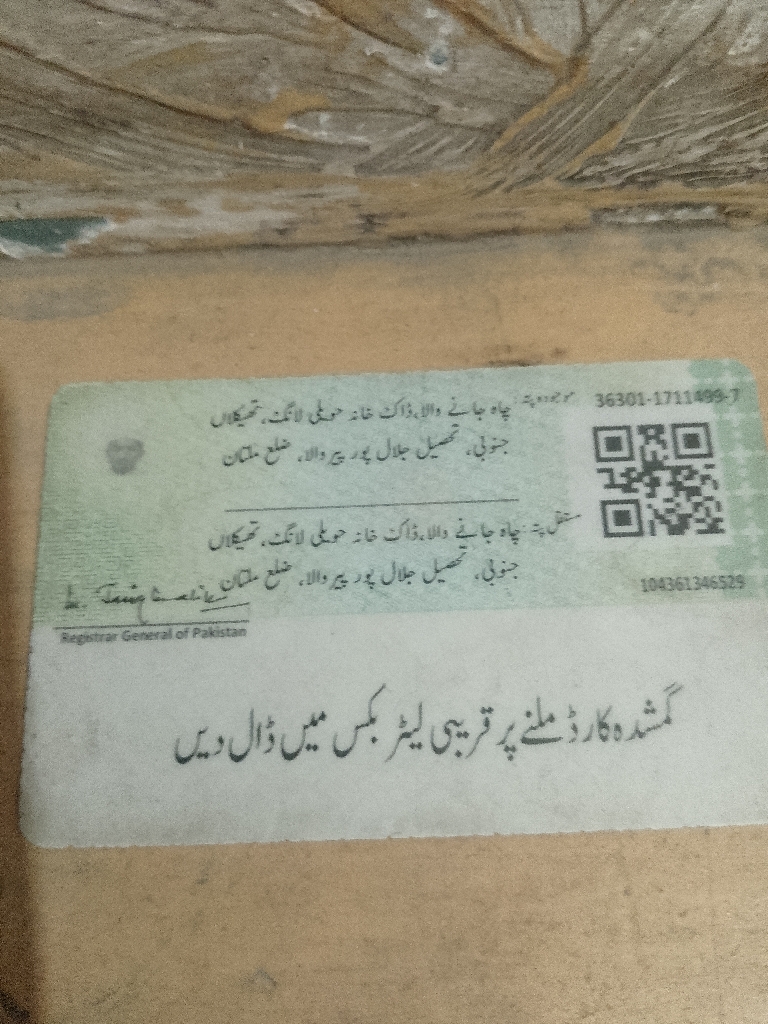 36301-1711499-7
موجودہ پتہ: چاہ جانے والا، ڈاک خانہ حویلی لانگ، ٹھیکلاں
جنوبی، تحصیل جلال پور پیر والا، ضلع ملتان
مستقل پتہ: چاہ جانے والا، ڈاک خانہ حویلی لانگ، ٹھیکلاں
جنوبی، تحصیل جلال پور پیر والا، ضلع ملتان
104361346529
Registrar General of Pakistan
گمشدہ کارڈ ملنے پر قریبی لیٹر بکس میں ڈال دیں